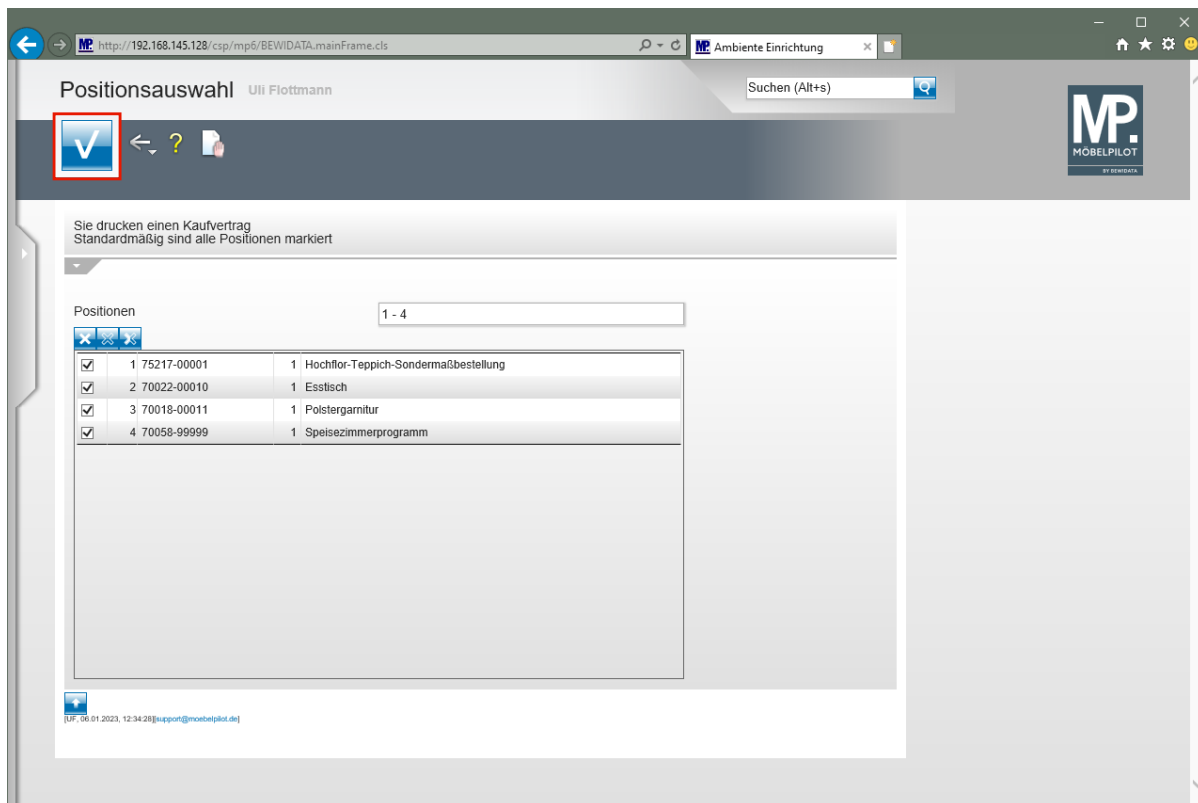 http://192.168.145.128/csp/mp6/BEWIDATA.mainFrame.cls
MP. Ambiente Einrichtung
Positionsauswahl Uli Flottmann
Suchen (Alt+s)
MP.
MÖBELPILOT
BY BEWIDATA
?
Sie drucken einen Kaufvertrag
Standardmäßig sind alle Positionen markiert
Positionen 1 - 4
1 75217-00001 1 Hochflor-Teppich-Sondermaßbestellung
2 70022-00010 1 Esstisch
3 70018-00011 1 Polstergarnitur
4 70058-99999 1 Speisezimmerprogramm
[UF, 06.01.2023, 12:34:28][support@moebelpilot.de]